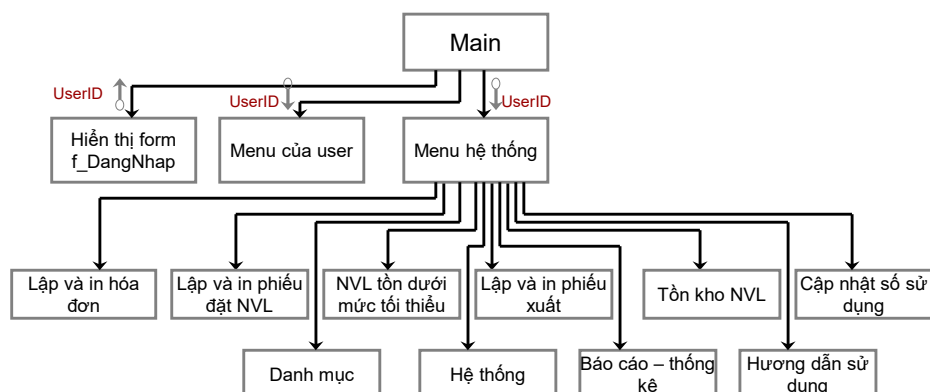 Main
UserID
UserID
UserID
Hiển thị form
f_DangNhap
Menu của user
Menu hệ thống
Lập và in hóa
đơn
Lập và in phiếu
đặt NVL
NVL tồn dưới
mức tối thiểu
Lập và in phiếu
xuất
Tồn kho NVL
Cập nhật số sử
dụng
Danh mục
Hệ thống
Báo cáo – thống
kê
Hương dẫn sử
dụng